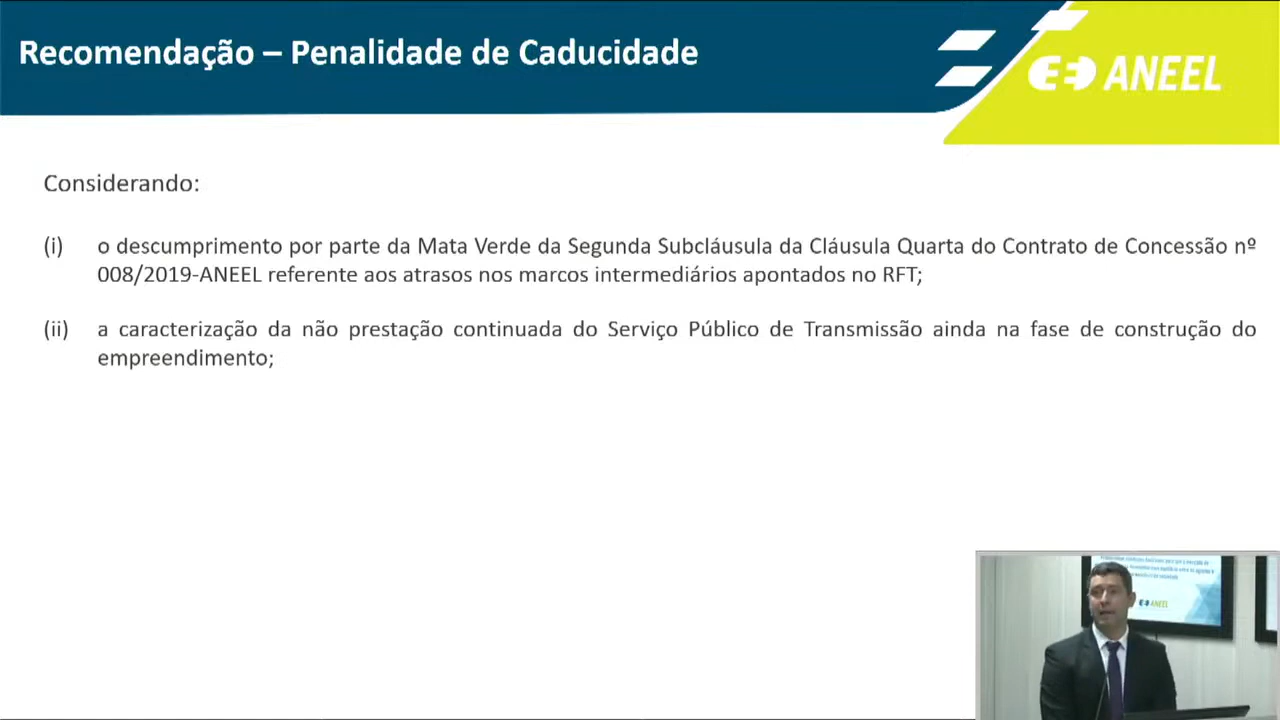 Recomendação – Penalidade de Caducidade
ANEEL
Considerando:
(i) o descumprimento por parte da Mata Verde da Segunda Subcláusula da Cláusula Quarta do Contrato de Concessão nº
008/2019-ANEEL referente aos atrasos nos marcos intermediários apontados no RFT;
(ii) a caracterização da não prestação continuada do Serviço Público de Transmissão ainda na fase de construção do
empreendimento;
ANEEL